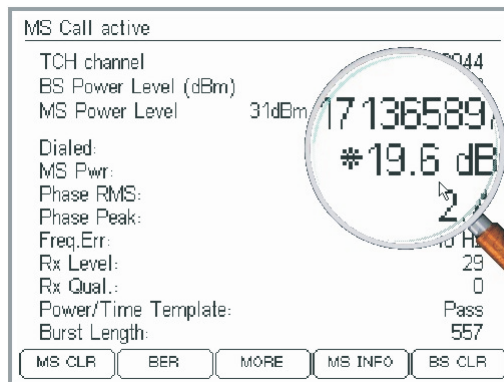 MS Call active
TCH channel
BS Power Level (dBm)
MS Power Level 31dBm
Dialed: 171365897
MS Pwr: *19.6 dB
Phase RMS:
Phase Peak:
Freq.Err:
Rx Level: 29
Rx Qual.: 0
Power/Time Template: Pass
Burst Length: 557
MS CLR BER MORE MS INFO BS CLR